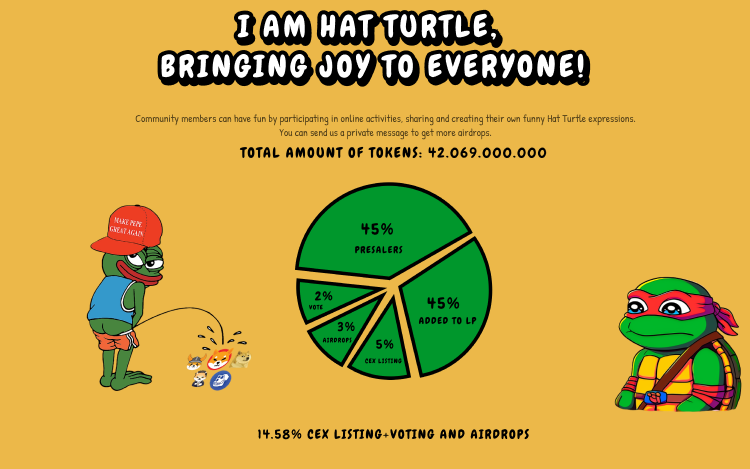 I AM HAT TURTLE,
BRINGING JOY TO EVERYONE!
Community members can have fun by participating in online activities, sharing and creating their own funny Hat Turtle expressions.
You can send us a private message to get more airdrops.
TOTAL AMOUNT OF TOKENS: 42.069.000.000
MAKE PEPE
GREAT AGAIN
45%
PRESALERS
2%
VOTE
45%
ADDED TO LP
3%
AIRDROPS
5%
CEX LISTING
14.58% CEX LISTING+VOTING AND AIRDROPS